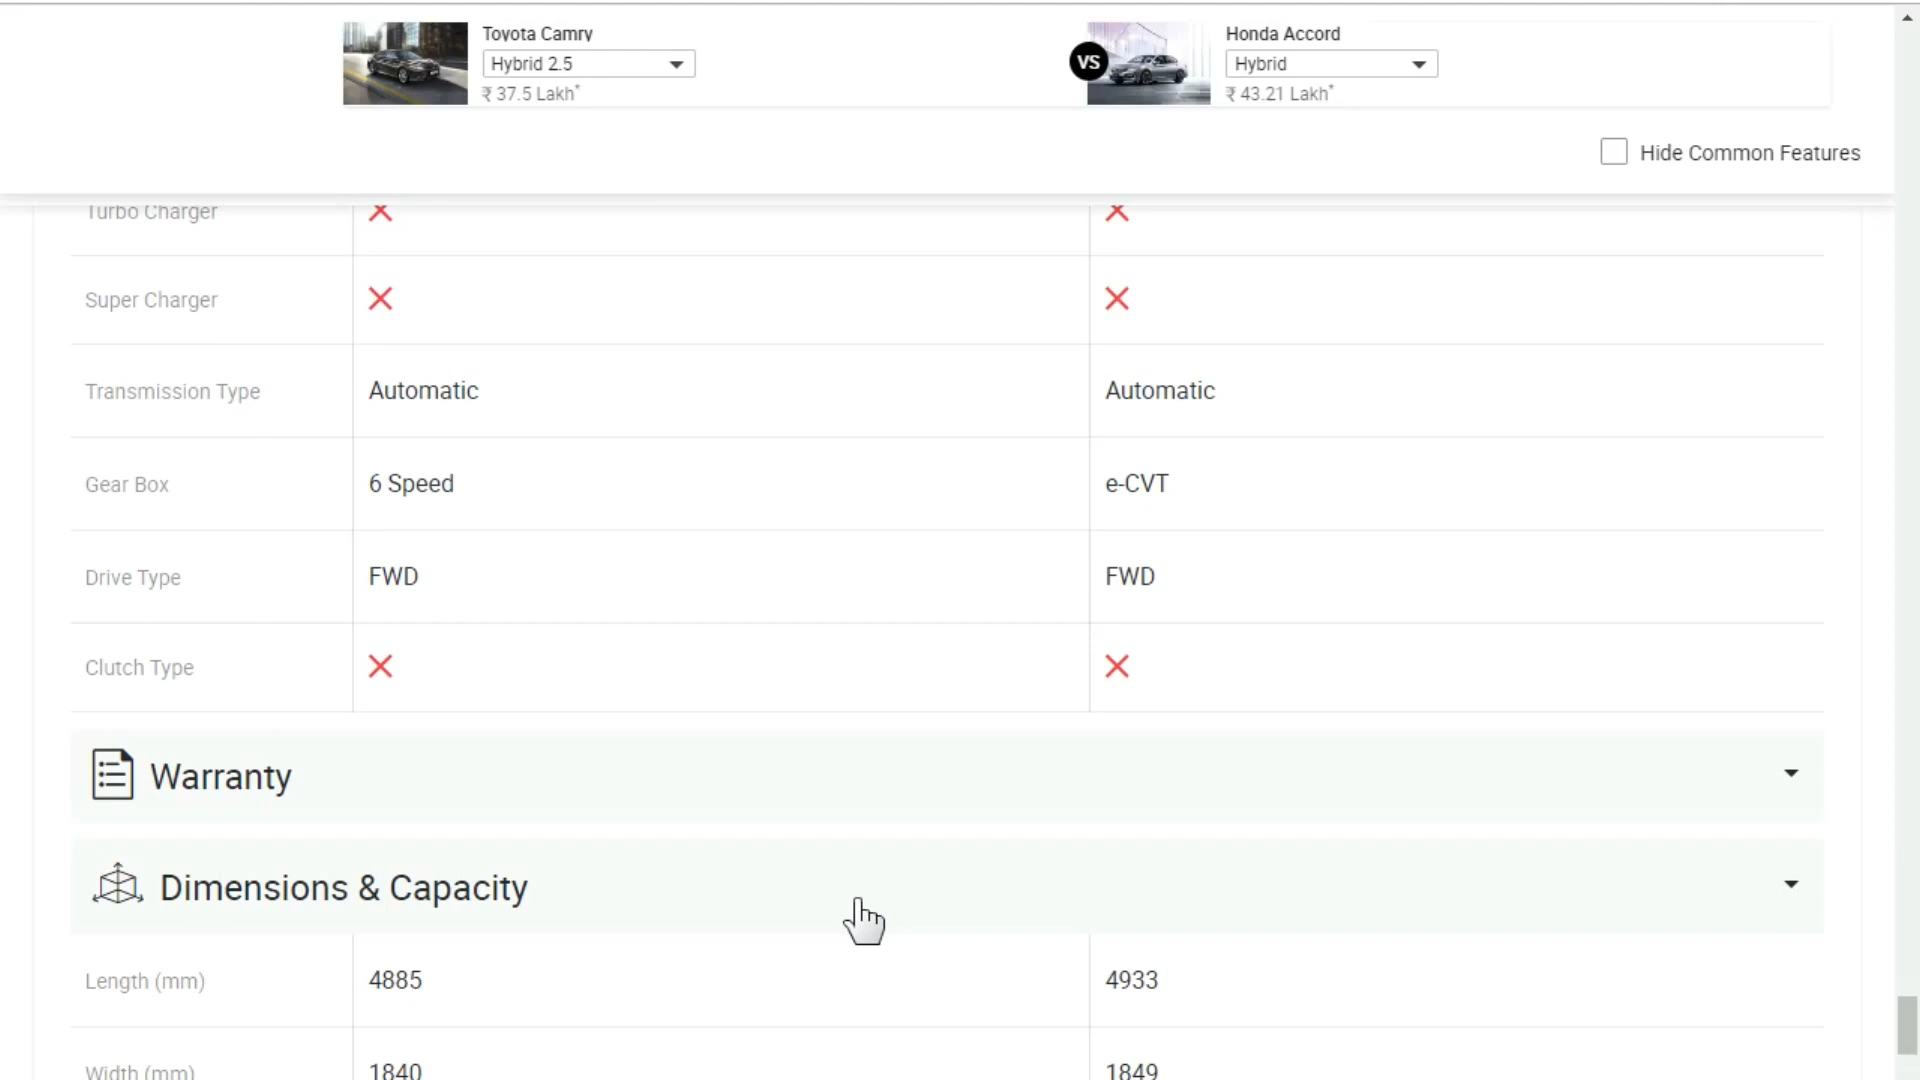 Toyota Camry
Hybrid 2.5
₹ 37.5 Lakh*
VS
Honda Accord
Hybrid
₹ 43.21 Lakh*
Hide Common Features
Turbo Charger
Super Charger
Transmission Type Automatic Automatic
Gear Box 6 Speed e-CVT
Drive Type FWD FWD
Clutch Type
Warranty
Dimensions & Capacity
Length (mm) 4885 4933
Width (mm) 1840 1849